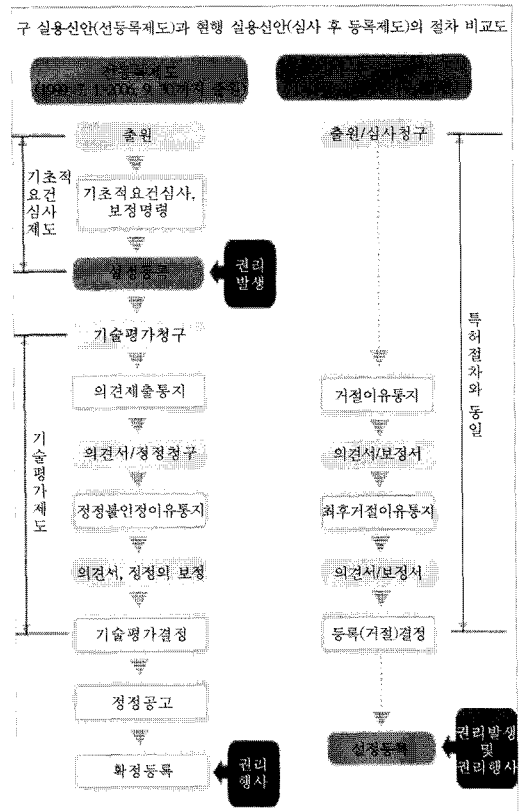 구 실용신안(선등록제도)과 현행 실용신안(심사 후 등록제도)의 절차 비교도
선등록제도
(1999. 7. 1-2006. 9. 30까지 출원)
기초적
요건
심사
제도
출원
기초적요건심사,
보정명령
설정등록
권리
발생
기술평가제도
기술평가청구
의견제출통지
의견서/정정청구
정정불인정이유통지
의견서, 정정의 보정
기술평가결정
정정공고
확정등록
권리
행사
출원/심사청구
거절이유통지
의견서/보정서
최후거절이유통지
의견서/보정서
등록(거절)결정
설정등록
권리발생
및
권리행사
특허절차와 동일